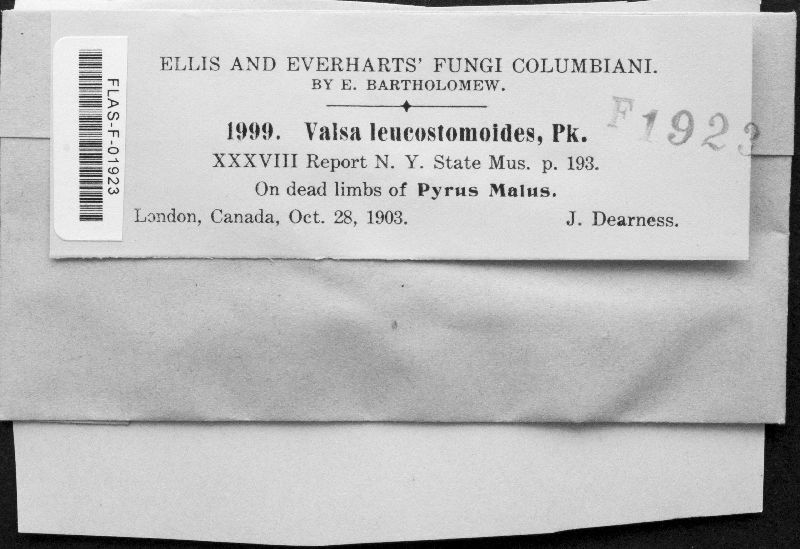 ELLIS AND EVERHARTS' FUNGI COLUMBIANI.
BY E. BARTHOLOMEW.
1999. Valsa leucostomoides, Pk.
XXXVIII Report N. Y. State Mus. p. 193.
On dead limbs of Pyrus Malus.
London, Canada, Oct. 28, 1903. J. Dearness.
F1923
FLAS-F-01923